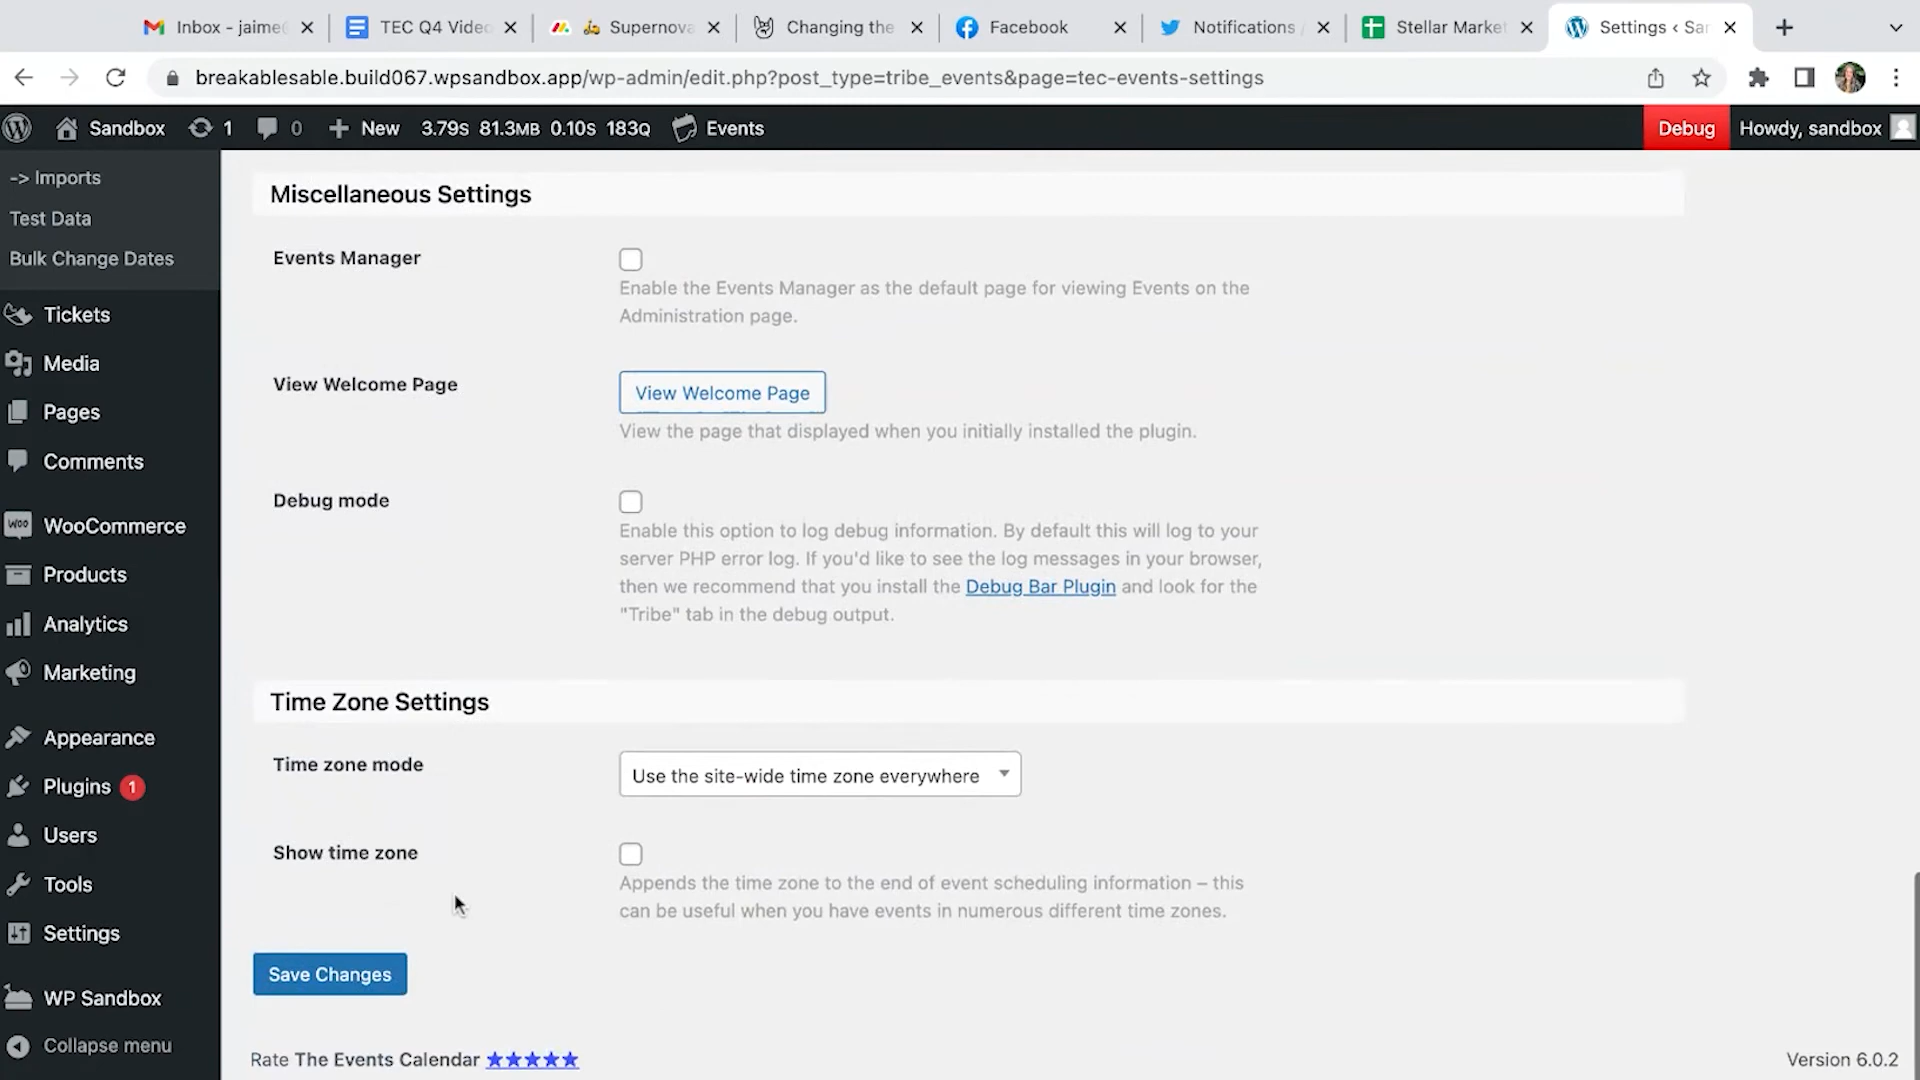 Inbox - jaime
TEC Q4 Video
Supernova
Changing the
Facebook
Notifications /
Stellar Market
Settings ‹ Sar
breakablesable.build067.wpsandbox.app/wp-admin/edit.php?post_type=tribe_events&page=tec-events-settings
Sandbox
1
0
New
3.79S 81.3MB 0.10S 183Q
Events
Debug
Howdy, sandbox
-> Imports
Test Data
Bulk Change Dates
Tickets
Media
Pages
Comments
WooCommerce
Products
Analytics
Marketing
Appearance
Plugins 1
Users
Tools
Settings
WP Sandbox
Collapse menu
Miscellaneous Settings
Events Manager
Enable the Events Manager as the default page for viewing Events on the
Administration page.
View Welcome Page
View Welcome Page
View the page that displayed when you initially installed the plugin.
Debug mode
Enable this option to log debug information. By default this will log to your
server PHP error log. If you'd like to see the log messages in your browser,
then we recommend that you install the Debug Bar Plugin and look for the
"Tribe" tab in the debug output.
Time Zone Settings
Time zone mode
Use the site-wide time zone everywhere
Show time zone
Appends the time zone to the end of event scheduling information – this
can be useful when you have events in numerous different time zones.
Save Changes
Rate The Events Calendar ★★★★★
Version 6.0.2